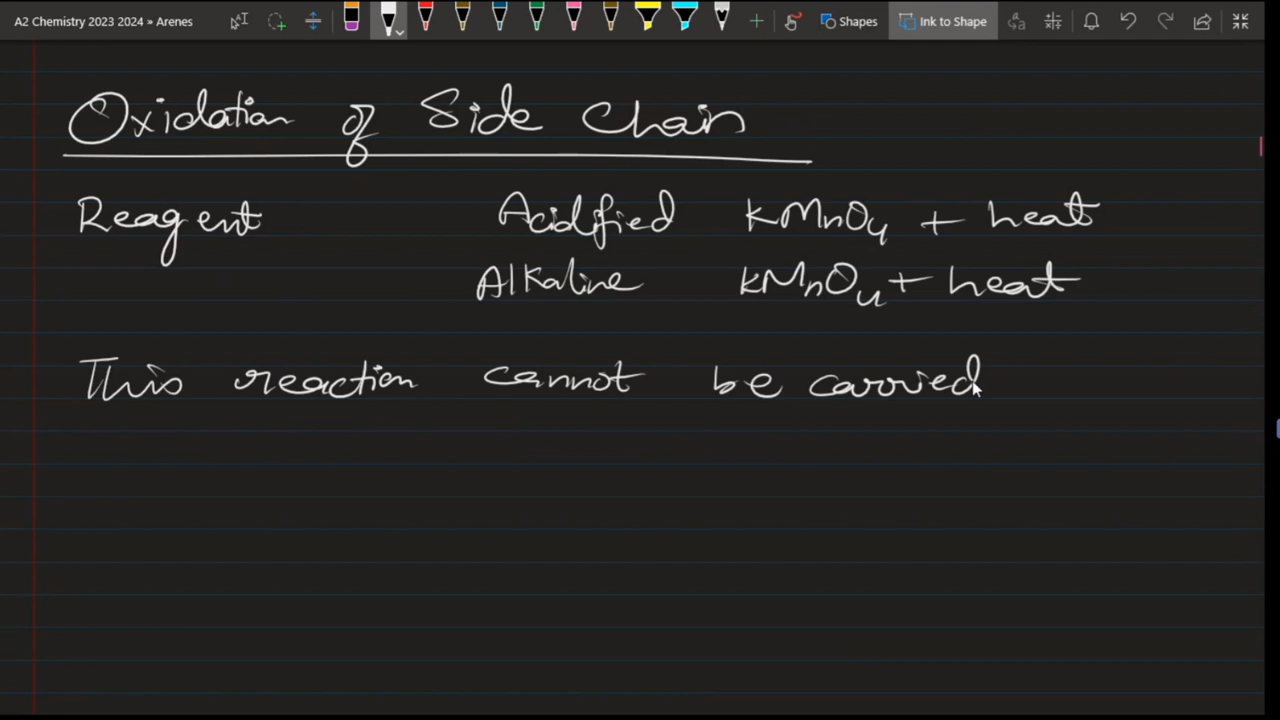 A2 Chemistry 2023 2024 » Arenes
Shapes
Ink to Shape
Oxidation of Side Chain
Reagent Acidified KMnO4 + heat
Alkaline KMnO4 + heat
This reaction cannot be carried